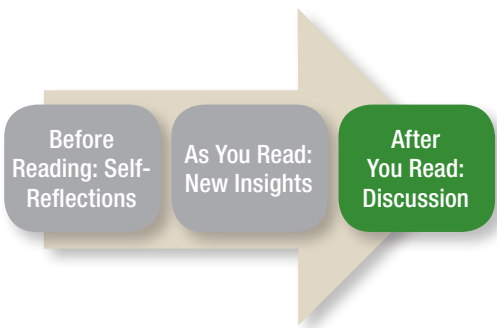 Before
Reading: Self-
Reflections
As You Read:
New Insights
After
You Read:
Discussion